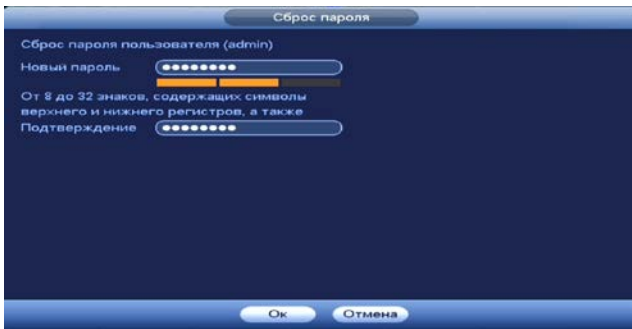 Сброс пароля
Сброс пароля пользователя (admin)
Новый пароль ●●●●●●●●
От 8 до 32 знаков, содержащих символы
верхнего и нижнего регистров, а также
Подтверждение ●●●●●●●●
Ок Отмена